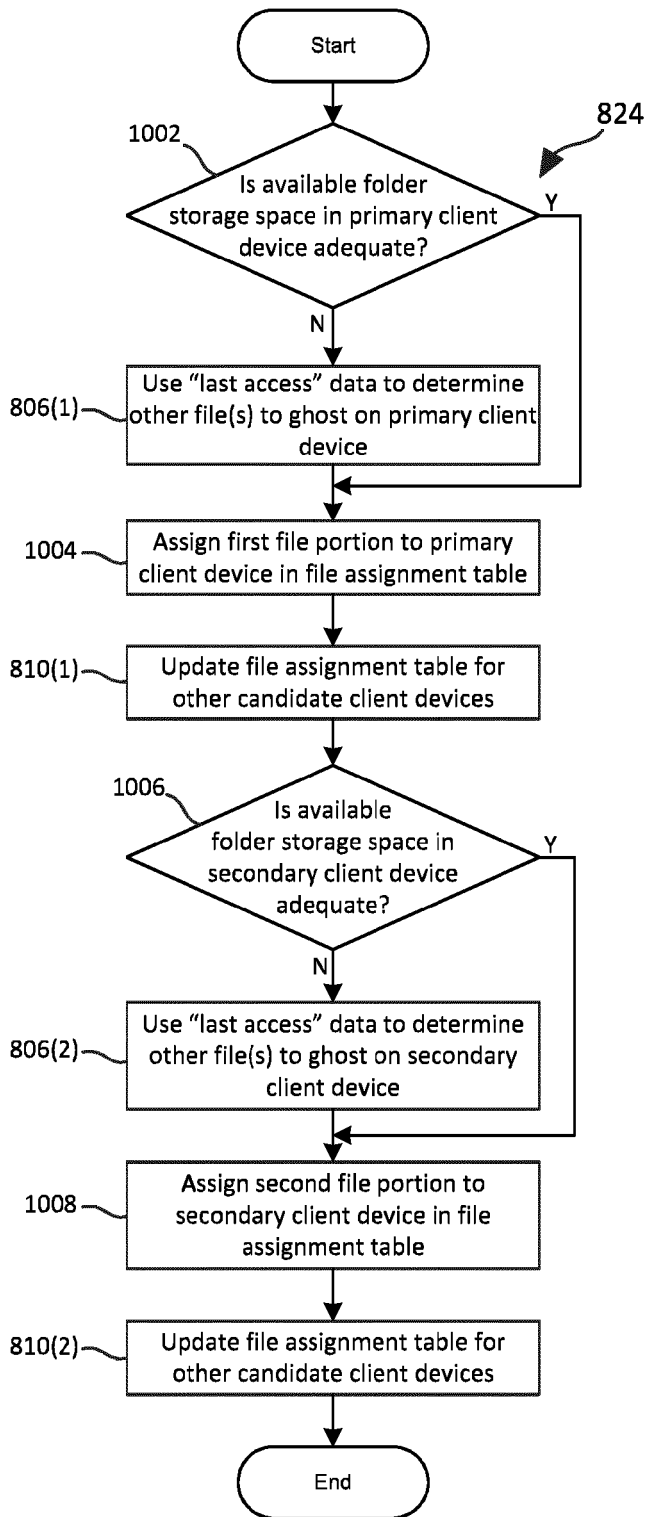 Start
1002
824
Is available folder
storage space in primary client
device adequate?
Y
N
806(1)
Use “last access” data to determine
other file(s) to ghost on primary client
device
1004
Assign first file portion to primary
client device in file assignment table
810(1)
Update file assignment table for
other candidate client devices
1006
Is available
folder storage space in
secondary client device
adequate?
Y
N
806(2)
Use “last access” data to determine
other file(s) to ghost on secondary
client device
1008
Assign second file portion to
secondary client device in file
assignment table
810(2)
Update file assignment table for
other candidate client devices
End